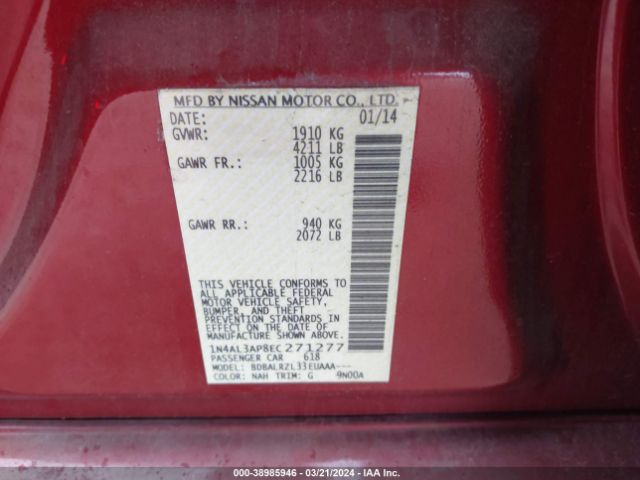 MFD BY NISSAN MOTOR CO., LTD.
DATE: 01/14
GVWR: 1910 KG
4211 LB
GAWR FR.: 1005 KG
2216 LB
GAWR RR.: 940 KG
2072 LB
THIS VEHICLE CONFORMS TO
ALL APPLICABLE FEDERAL
MOTOR VEHICLE SAFETY,
BUMPER, AND THEFT
PREVENTION STANDARDS IN
EFFECT ON THE DATE OF
MANUFACTURE SHOWN ABOVE.
1N4AL3AP8EC271277
PASSENGER CAR 618
MODEL: BDBALRZL33EUAAA---
COLOR: NAH TRIM: G 9N00A
000-38985946 — 03/21/2024 — IAA Inc.